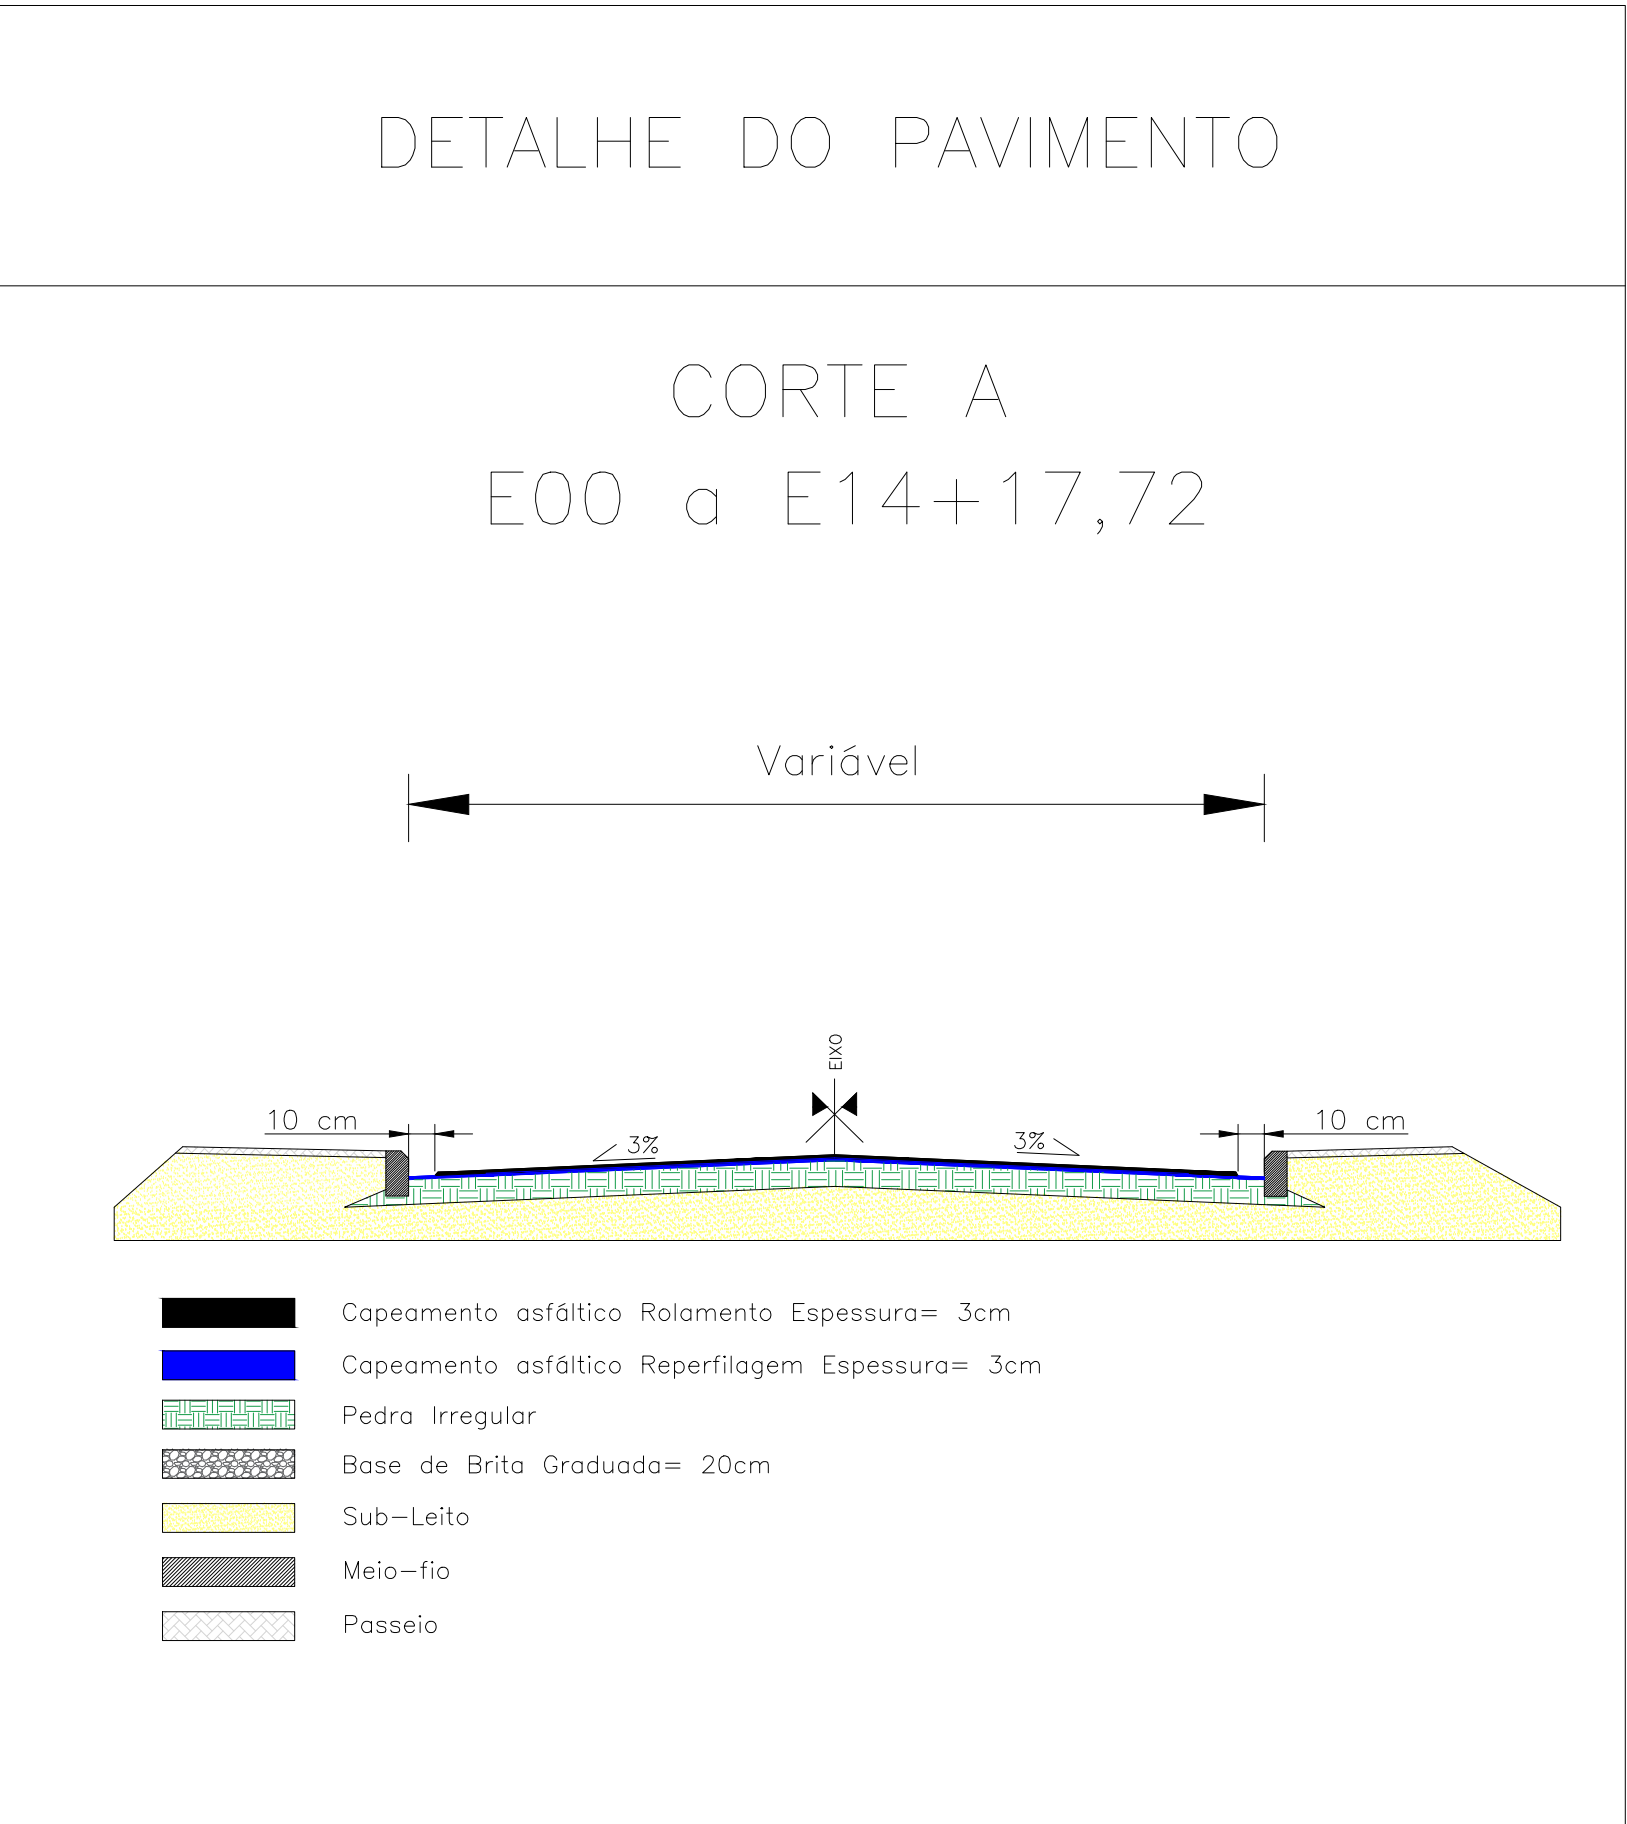 DETALHE DO PAVIMENTO
CORTE A
E00 a E14+17,72
Variável
EIXO
10 cm
3%
3%
10 cm
Capeamento asfáltico Rolamento Espessura= 3cm
Capeamento asfáltico Reperfilagem Espessura= 3cm
Pedra Irregular
Base de Brita Graduada= 20cm
Sub-Leito
Meio-fio
Passeio